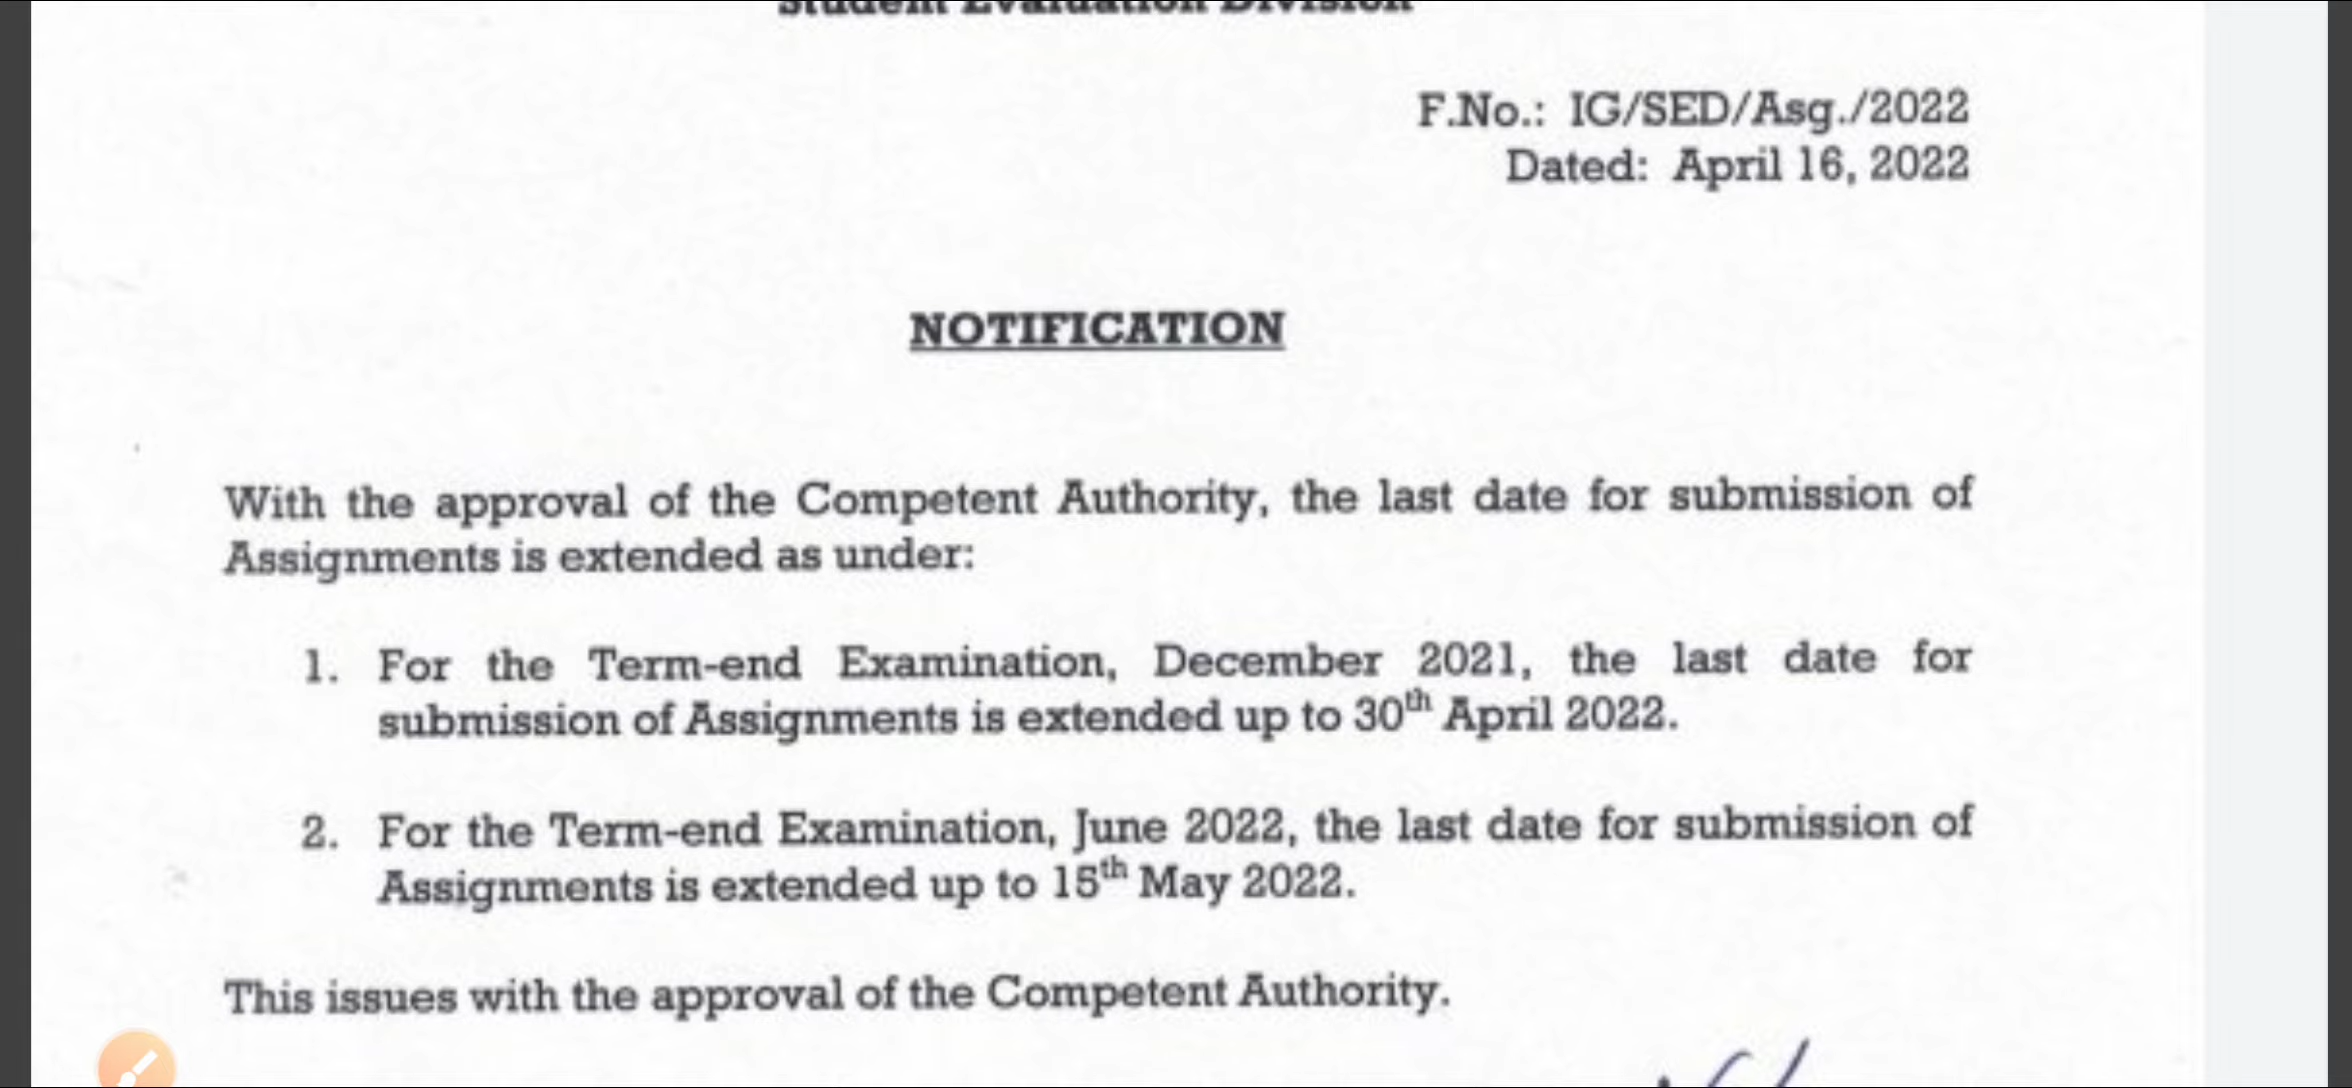 Student Evaluation Division
F.No.: IG/SED/Asg./2022
Dated: April 16, 2022
NOTIFICATION
With the approval of the Competent Authority, the last date for submission of
Assignments is extended as under:
1. For the Term-end Examination, December 2021, the last date for
submission of Assignments is extended up to 30th April 2022.
2. For the Term-end Examination, June 2022, the last date for submission of
Assignments is extended up to 15th May 2022.
This issues with the approval of the Competent Authority.